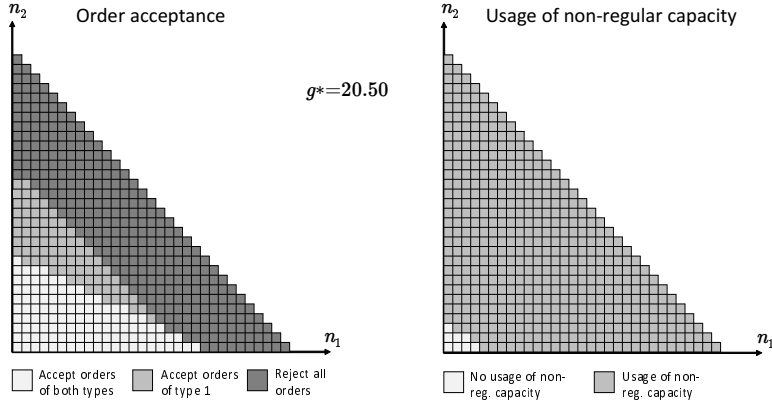 n₂
Order acceptance
g*=20.50
n₁
Accept orders
of both types
Accept orders
of type 1
Reject all
orders
n₂
Usage of non-regular capacity
n₁
No usage of non-
reg. capacity
Usage of non-
reg. capacity